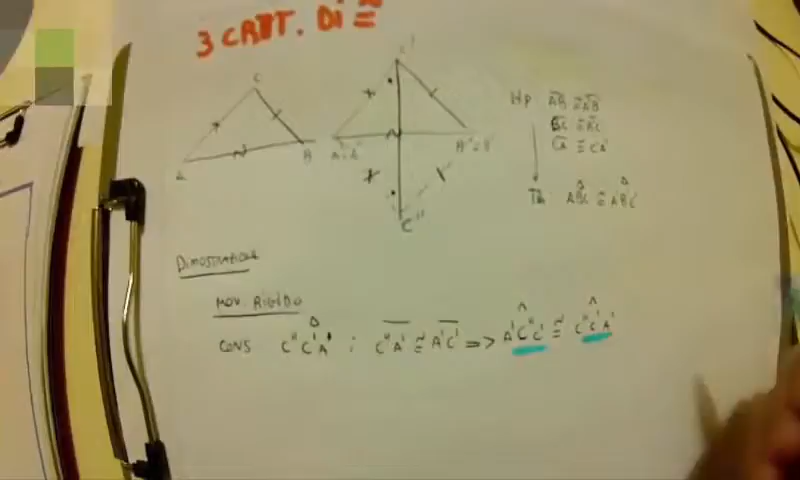 3 CRIT. DI ≅
C
A
B
C'
A'≡A''
B''≡B'
C''
Hp AB ≅ A'B'
BC ≅ B'C'
CA ≅ C'A'
Th ABC ≅ A'B'C'
DIMOSTRAZIONE
MOV. RIGIDO
CONS C''C'A' : C''A' ≅ A'C' => A'C''C' ≅ C''C'A'